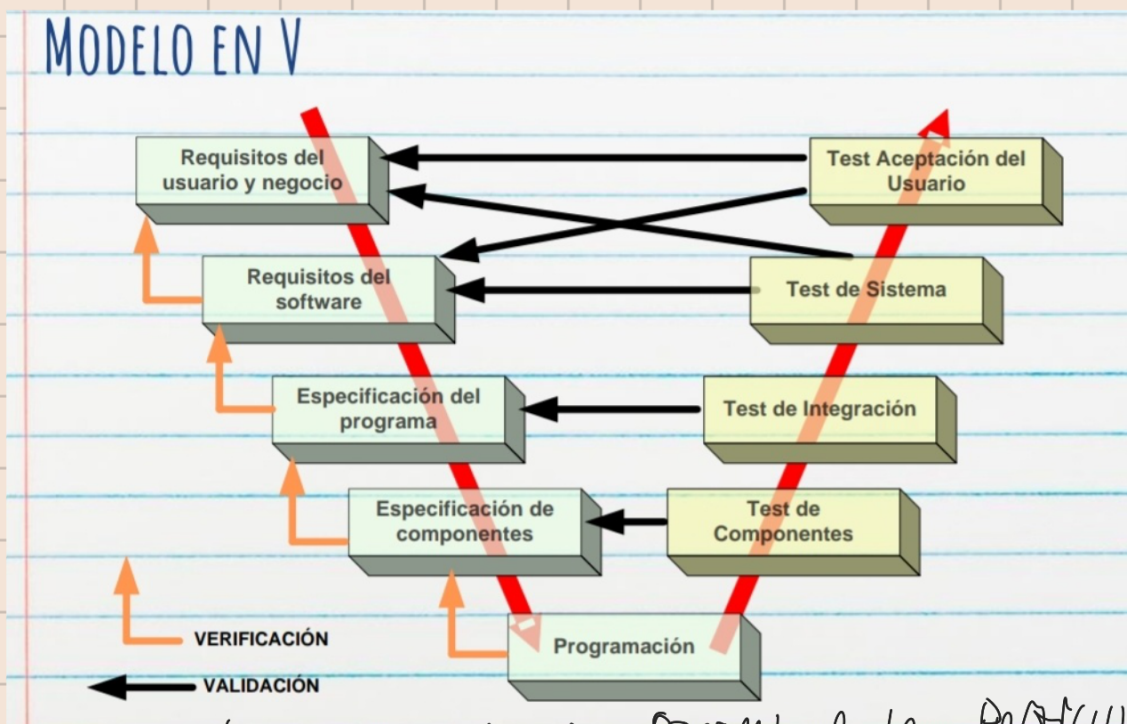 MODELO EN V
Requisitos del
usuario y negocio
Test Aceptación del
Usuario
Requisitos del
software
Test de Sistema
Especificación del
programa
Test de Integración
Especificación de
componentes
Test de
Componentes
Programación
VERIFICACIÓN
VALIDACIÓN